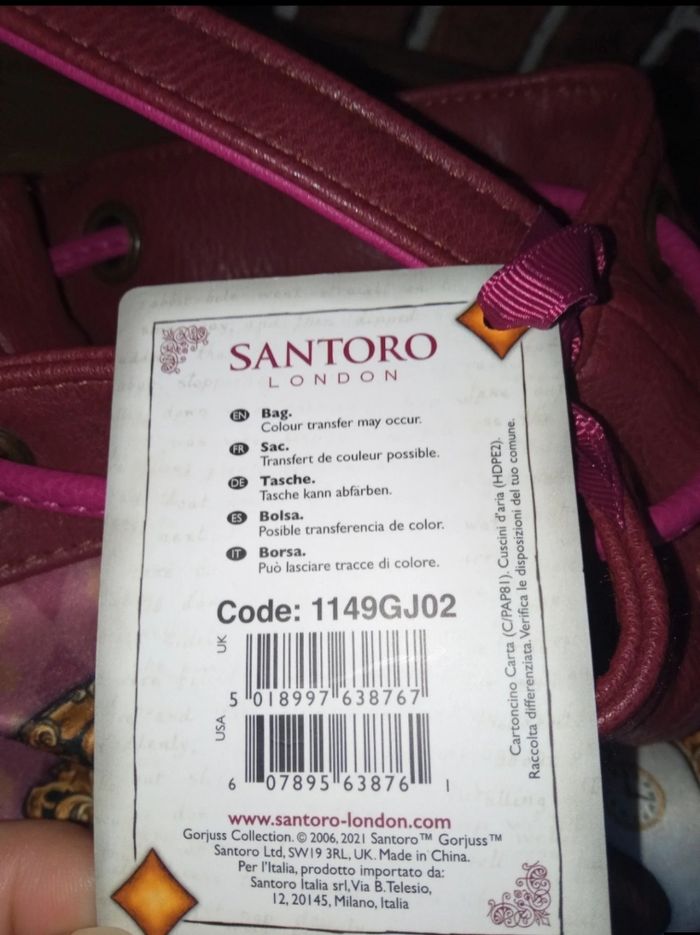 SANTORO
LONDON
EN Bag.
Colour transfer may occur.
FR Sac.
Transfert de couleur possible.
DE Tasche.
Tasche kann abfärben.
ES Bolsa.
Posible transferencia de color.
IT Borsa.
Può lasciare tracce di colore.
Code: 1149GJ02
UK
5 018997 638767
USA
6 07895 63876 1
www.santoro-london.com
Gorjuss Collection. © 2006, 2021 Santoro™ Gorjuss™
Santoro Ltd, SW19 3RL, UK. Made in China.
Per l'Italia, prodotto importato da:
Santoro Italia srl, Via B. Telesio,
12, 20145, Milano, Italia
Cartoncino Carta (C/PAP81). Cuscini d'aria (HDPE2).
Raccolta differenziata. Verifica le disposizioni del tuo comune.